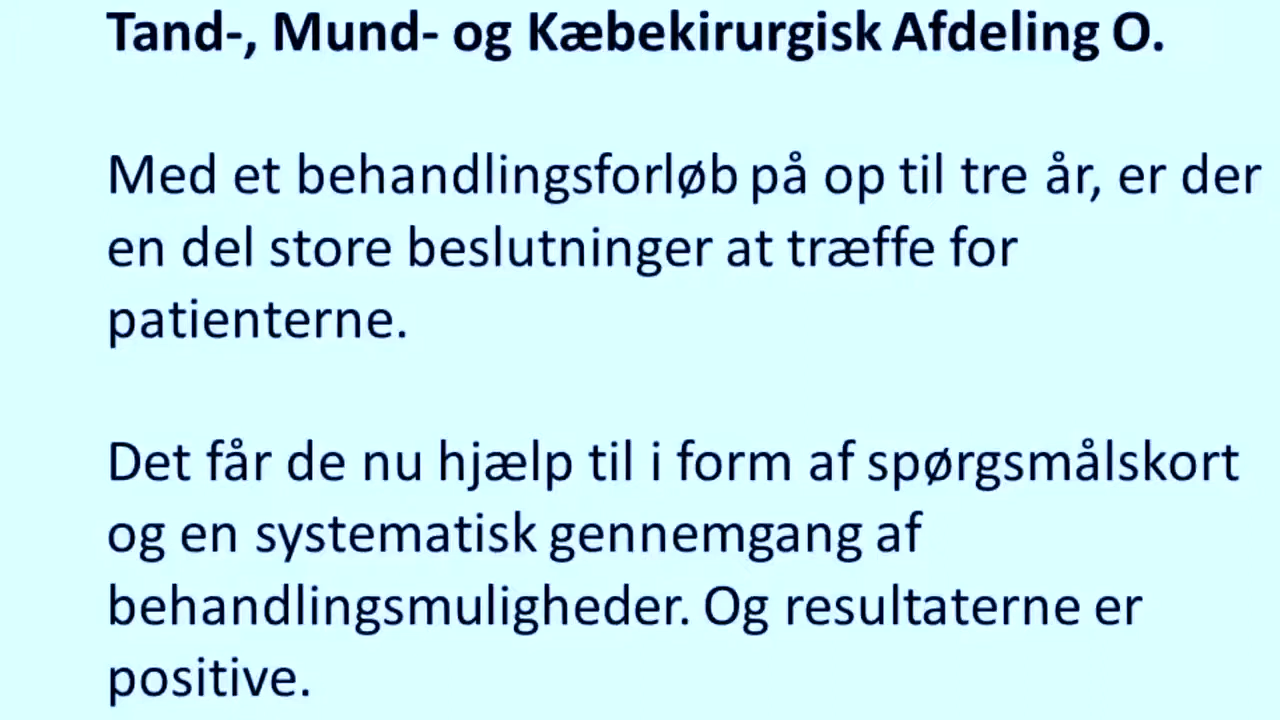 Tand-, Mund- og Kæbekirurgisk Afdeling O.
Med et behandlingsforløb på op til tre år, er der
en del store beslutninger at træffe for
patienterne.
Det får de nu hjælp til i form af spørgsmålskort
og en systematisk gennemgang af
behandlingsmuligheder. Og resultaterne er
positive.